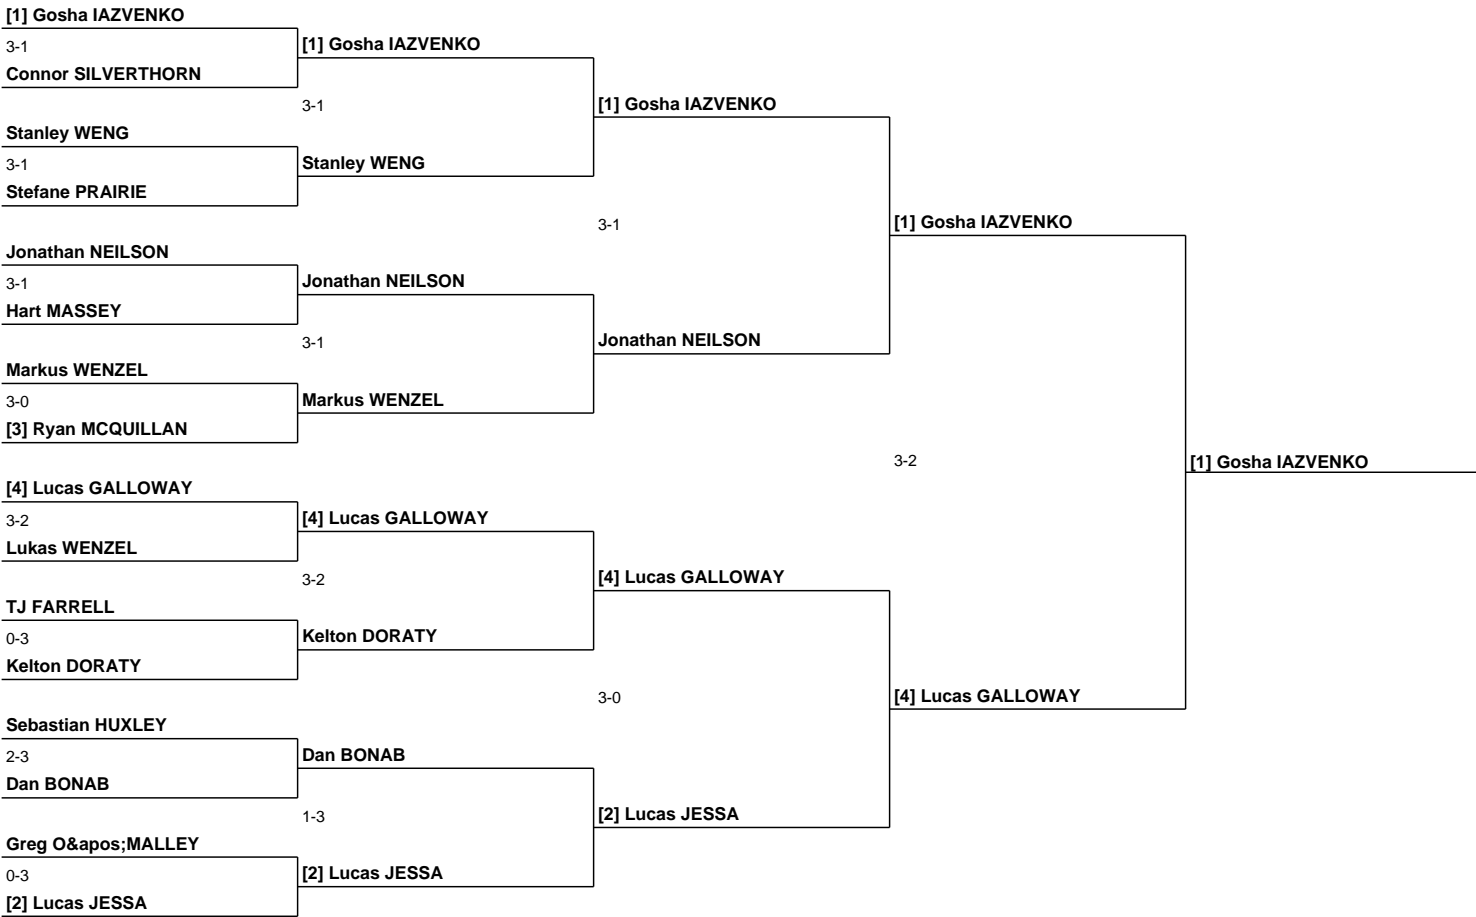 [1] Gosha IAZVENKO
3-1
[1] Gosha IAZVENKO
Connor SILVERTHORN
3-1
[1] Gosha IAZVENKO
Stanley WENG
3-1
Stanley WENG
Stefane PRAIRIE
3-1
[1] Gosha IAZVENKO
Jonathan NEILSON
3-1
Jonathan NEILSON
Hart MASSEY
3-1
Jonathan NEILSON
Markus WENZEL
3-0
Markus WENZEL
[3] Ryan MCQUILLAN
3-2
[1] Gosha IAZVENKO
[4] Lucas GALLOWAY
3-2
[4] Lucas GALLOWAY
Lukas WENZEL
3-2
[4] Lucas GALLOWAY
TJ FARRELL
0-3
Kelton DORATY
Kelton DORATY
3-0
[4] Lucas GALLOWAY
Sebastian HUXLEY
2-3
Dan BONAB
Dan BONAB
1-3
[2] Lucas JESSA
Greg O&apos;MALLEY
0-3
[2] Lucas JESSA
[2] Lucas JESSA